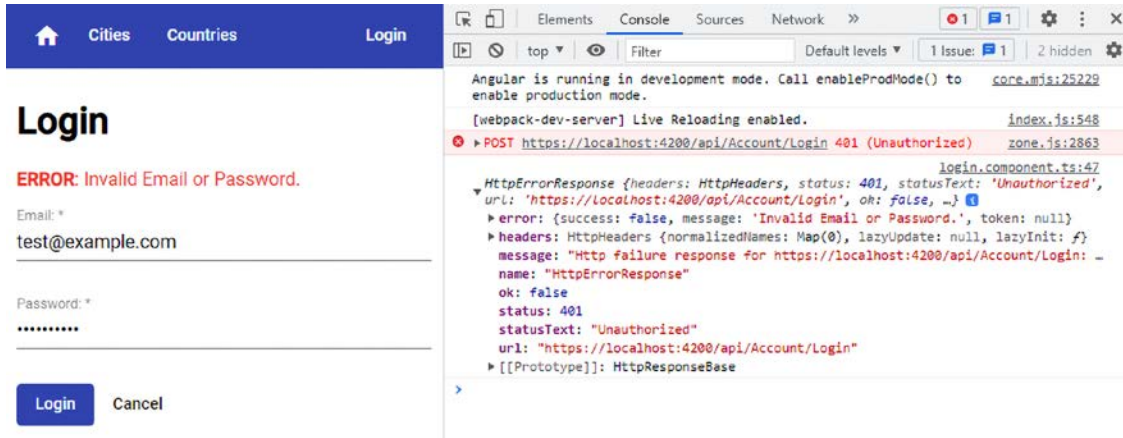 Cities Countries Login
Login
ERROR: Invalid Email or Password.
Email: *
test@example.com
Password: *
••••••••••
Login Cancel
Elements Console Sources Network » 1 1
top ▼ Filter Default levels ▼ 1 Issue: 1 2 hidden
Angular is running in development mode. Call enableProdMode() to core.mjs:25229
enable production mode.
[webpack-dev-server] Live Reloading enabled. index.js:548
▶POST https://localhost:4200/api/Account/Login 401 (Unauthorized) zone.js:2863
login.component.ts:47
▼HttpErrorResponse {headers: HttpHeaders, status: 401, statusText: 'Unauthorized',
url: 'https://localhost:4200/api/Account/Login', ok: false, …}
▶error: {success: false, message: 'Invalid Email or Password.', token: null}
▶headers: HttpHeaders {normalizedNames: Map(0), lazyUpdate: null, lazyInit: ƒ}
message: "Http failure response for https://localhost:4200/api/Account/Login: …
name: "HttpErrorResponse"
ok: false
status: 401
statusText: "Unauthorized"
url: "https://localhost:4200/api/Account/Login"
▶[[Prototype]]: HttpResponseBase
>